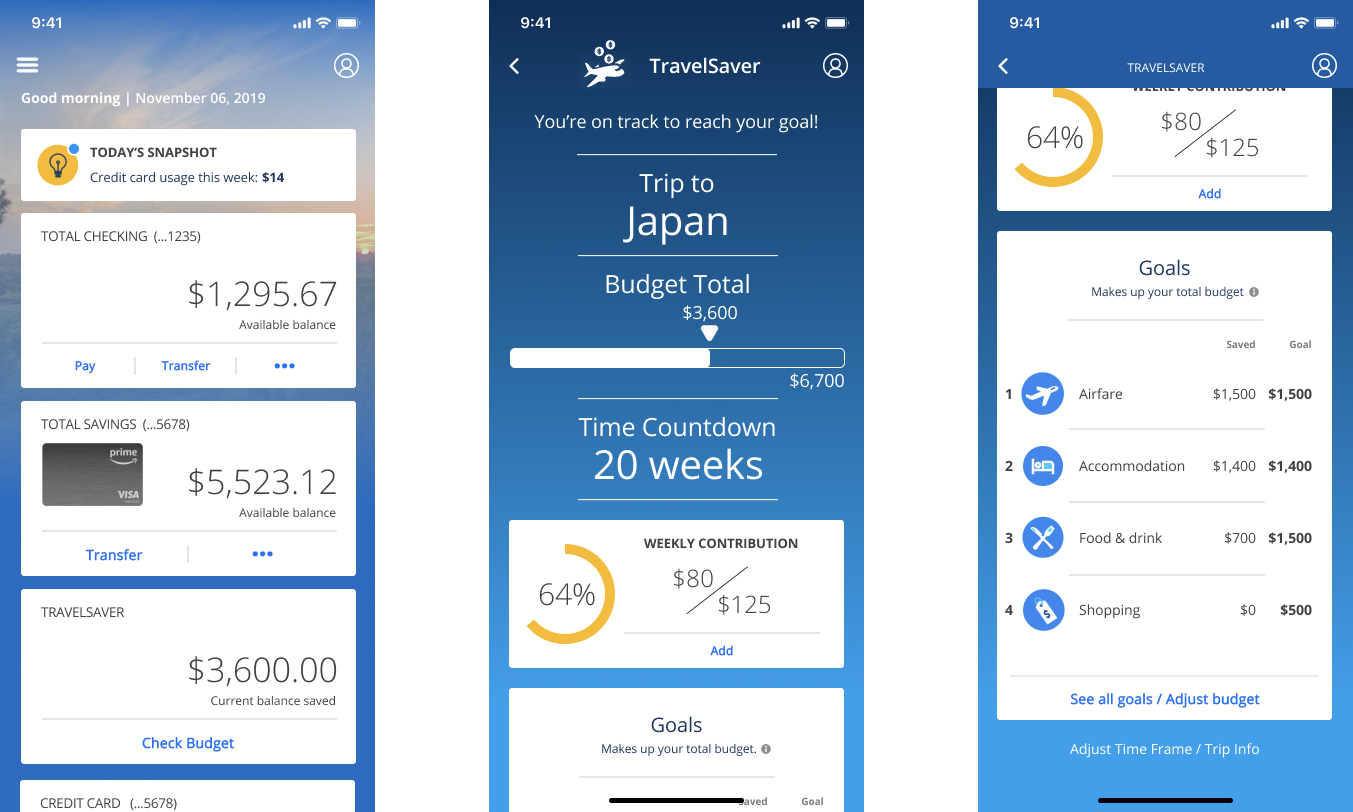 9:41
Good morning | November 06, 2019
TODAY'S SNAPSHOT
Credit card usage this week: $14
TOTAL CHECKING (...1235)
$1,295.67
Available balance
Pay
Transfer
TOTAL SAVINGS (...5678)
prime
VISA
$5,523.12
Available balance
Transfer
TRAVELSAVER
$3,600.00
Current balance saved
Check Budget
CREDIT CARD (...5678)
9:41
TravelSaver
You're on track to reach your goal!
Trip to
Japan
Budget Total
$3,600
$6,700
Time Countdown
20 weeks
64%
WEEKLY CONTRIBUTION
$80
$125
Add
Goals
Makes up your total budget.
Goal
9:41
TRAVELSAVER
WEEKLY CONTRIBUTION
64%
$80
$125
Add
Goals
Makes up your total budget
Saved Goal
1 Airfare $1,500 $1,500
2 Accommodation $1,400 $1,400
3 Food & drink $700 $1,500
4 Shopping $0 $500
See all goals / Adjust budget
Adjust Time Frame / Trip Info